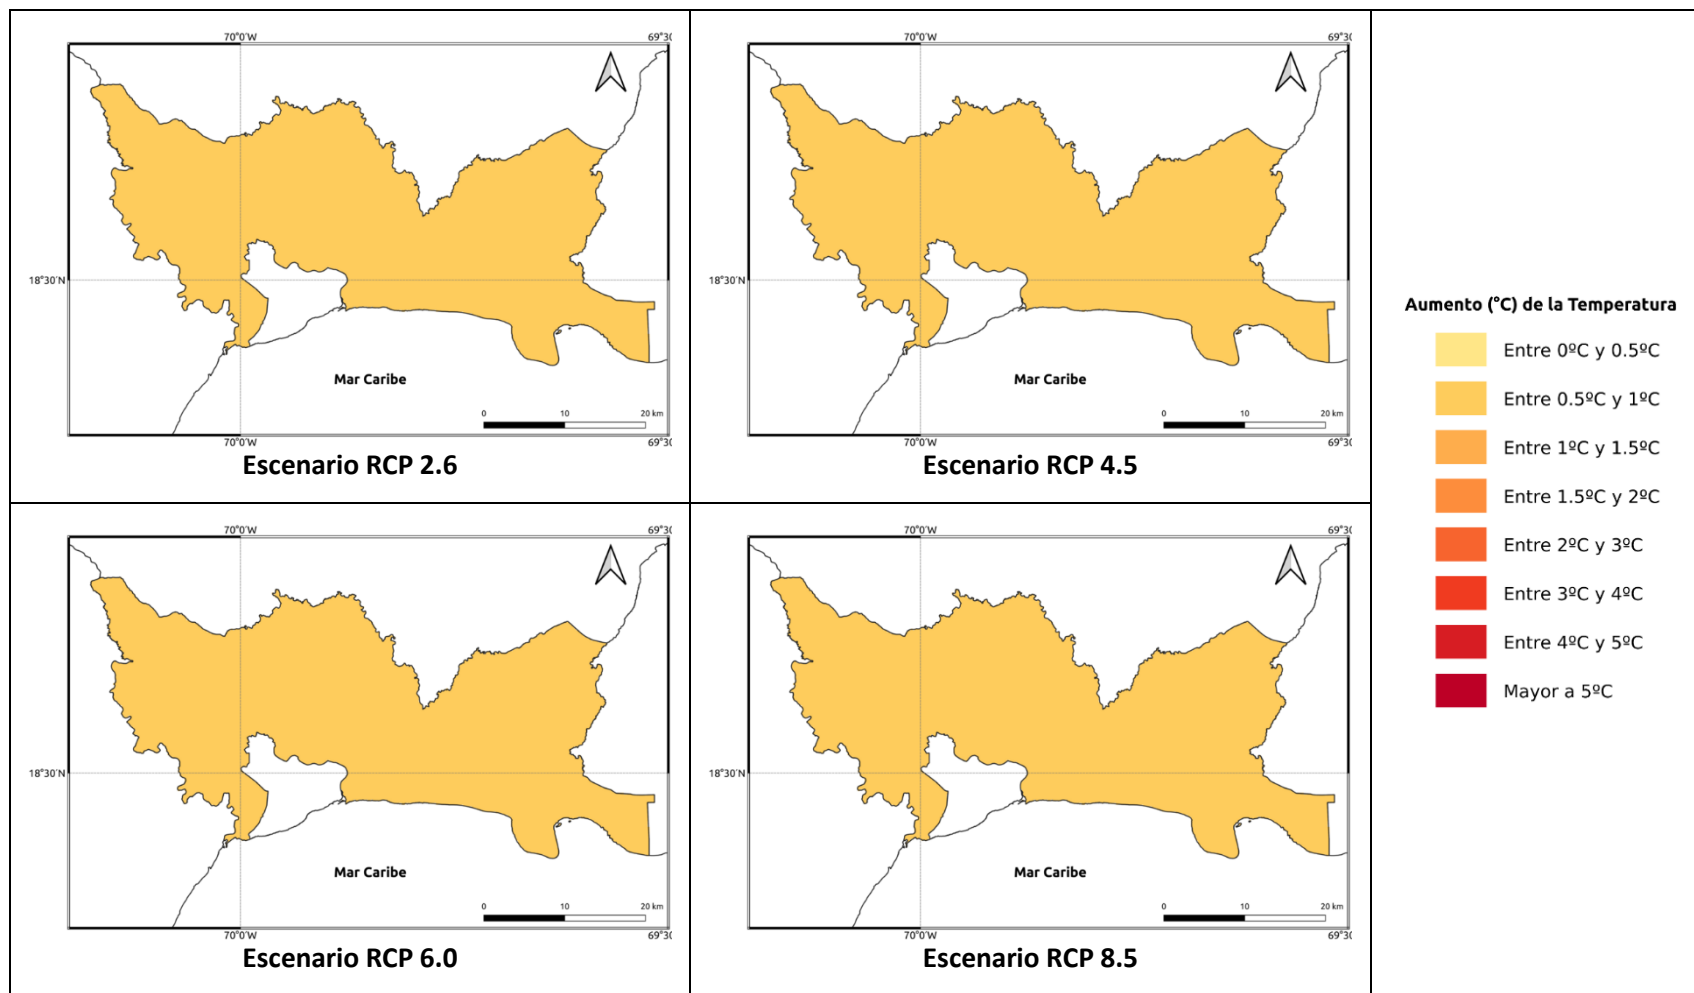 70°0'W 69°30
18°30'N
Mar Caribe
0 10 20 km
70°0'W 69°30
Escenario RCP 2.6
70°0'W 69°30
18°30'N
Mar Caribe
0 10 20 km
70°0'W 69°30
Escenario RCP 4.5
70°0'W 69°30
18°30'N
Mar Caribe
0 10 20 km
70°0'W 69°30
Escenario RCP 6.0
70°0'W 69°30
18°30'N
Mar Caribe
0 10 20 km
70°0'W 69°30
Escenario RCP 8.5
Aumento (°C) de la Temperatura
Entre 0ºC y 0.5ºC
Entre 0.5ºC y 1ºC
Entre 1ºC y 1.5ºC
Entre 1.5ºC y 2ºC
Entre 2ºC y 3ºC
Entre 3ºC y 4ºC
Entre 4ºC y 5ºC
Mayor a 5ºC